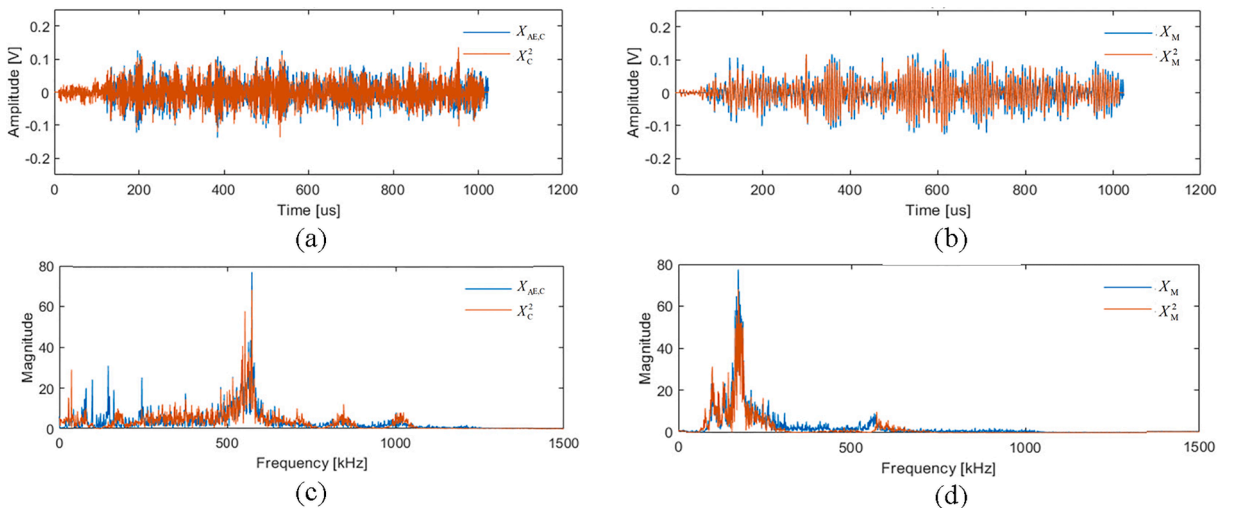 0.2
0.1
0
-0.1
-0.2
Amplitude [V]
X_AE,C
X_C^2
0 200 400 600 800 1000 1200
Time [us]
(a)
0.2
0.1
0
-0.1
-0.2
Amplitude [V]
X_M
X_M^2
0 200 400 600 800 1000 1200
Time [us]
(b)
80
60
40
20
0
Magnitude
X_AE,C
X_C^2
0 500 1000 1500
Frequency [kHz]
(c)
80
60
40
20
0
Magnitude
X_M
X_M^2
0 500 1000 1500
Frequency [kHz]
(d)